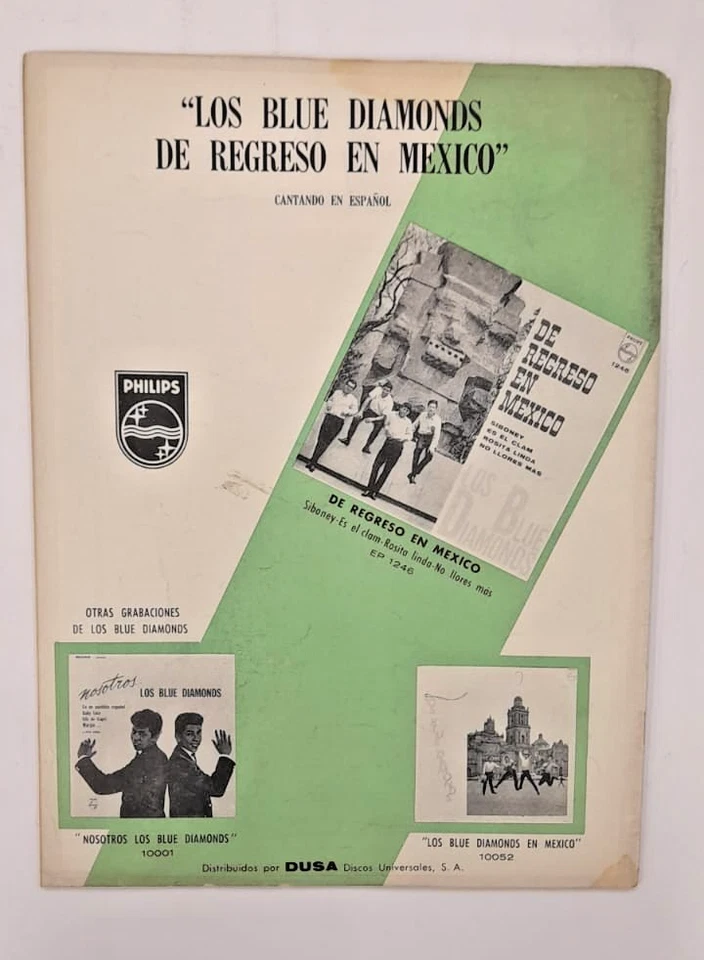 "LOS BLUE DIAMONDS
DE REGRESO EN MEXICO"
CANTANDO EN ESPAÑOL
PHILIPS
DE
REGRESO
EN
MEXICO
1246
SIBONEY
ES EL CLAM
ROSITA LINDA
NO LLORES MAS
LOS BLUE
DIAMONDS
DE REGRESO EN MEXICO
Siboney-Es el clam-Rosita linda-No llores más
EP 1246
OTRAS GRABACIONES
DE LOS BLUE DIAMONDS
nosotros...
LOS BLUE DIAMONDS
"NOSOTROS LOS BLUE DIAMONDS"
10001
"LOS BLUE DIAMONDS EN MEXICO"
10052
Distribuidos por DUSA Discos Universales, S. A.